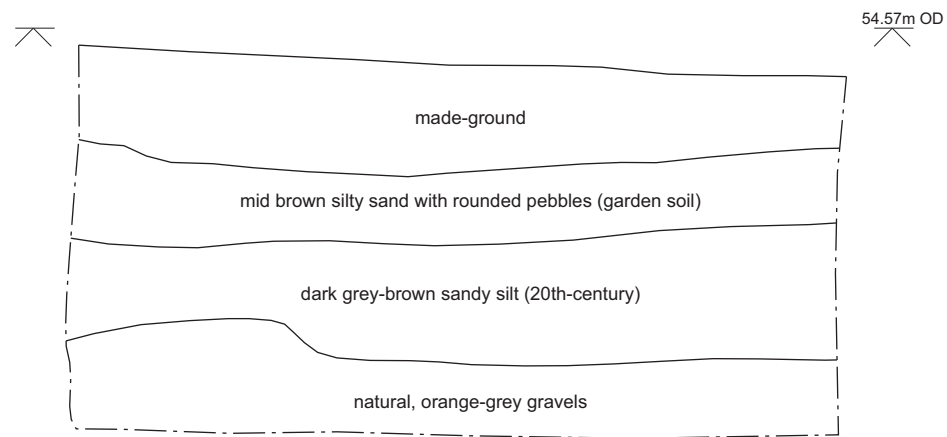 54.57m OD
made-ground
mid brown silty sand with rounded pebbles (garden soil)
dark grey-brown sandy silt (20th-century)
natural, orange-grey gravels